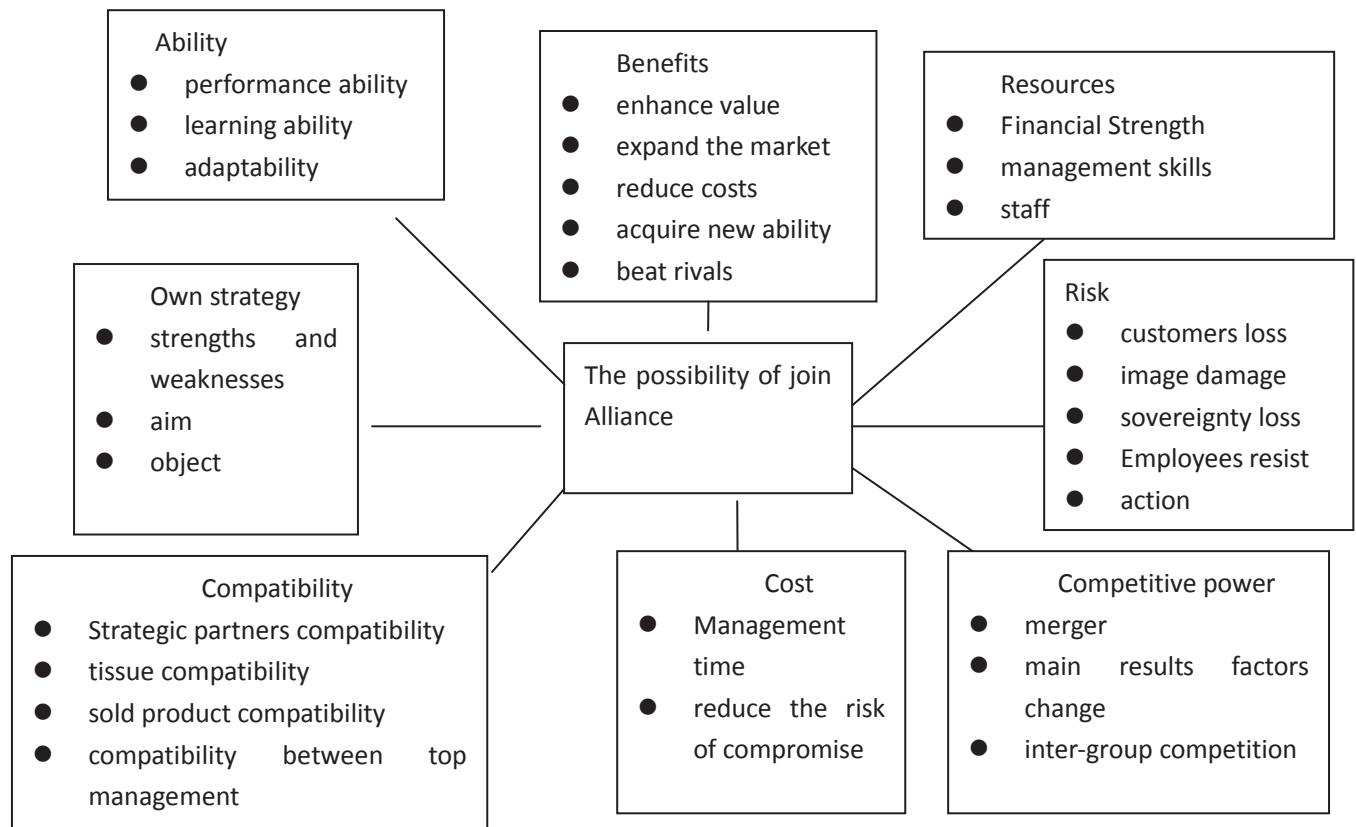 Ability
● performance ability
● learning ability
● adaptability
Benefits
● enhance value
● expand the market
● reduce costs
● acquire new ability
● beat rivals
Resources
● Financial Strength
● management skills
● staff
Own strategy
● strengths and
weaknesses
● aim
● object
The possibility of join
Alliance
Risk
● customers loss
● image damage
● sovereignty loss
● Employees resist
● action
Compatibility
● Strategic partners compatibility
● tissue compatibility
● sold product compatibility
● compatibility between top
management
Cost
● Management
time
● reduce the risk
of compromise
Competitive power
● merger
● main results factors
change
● inter-group competition